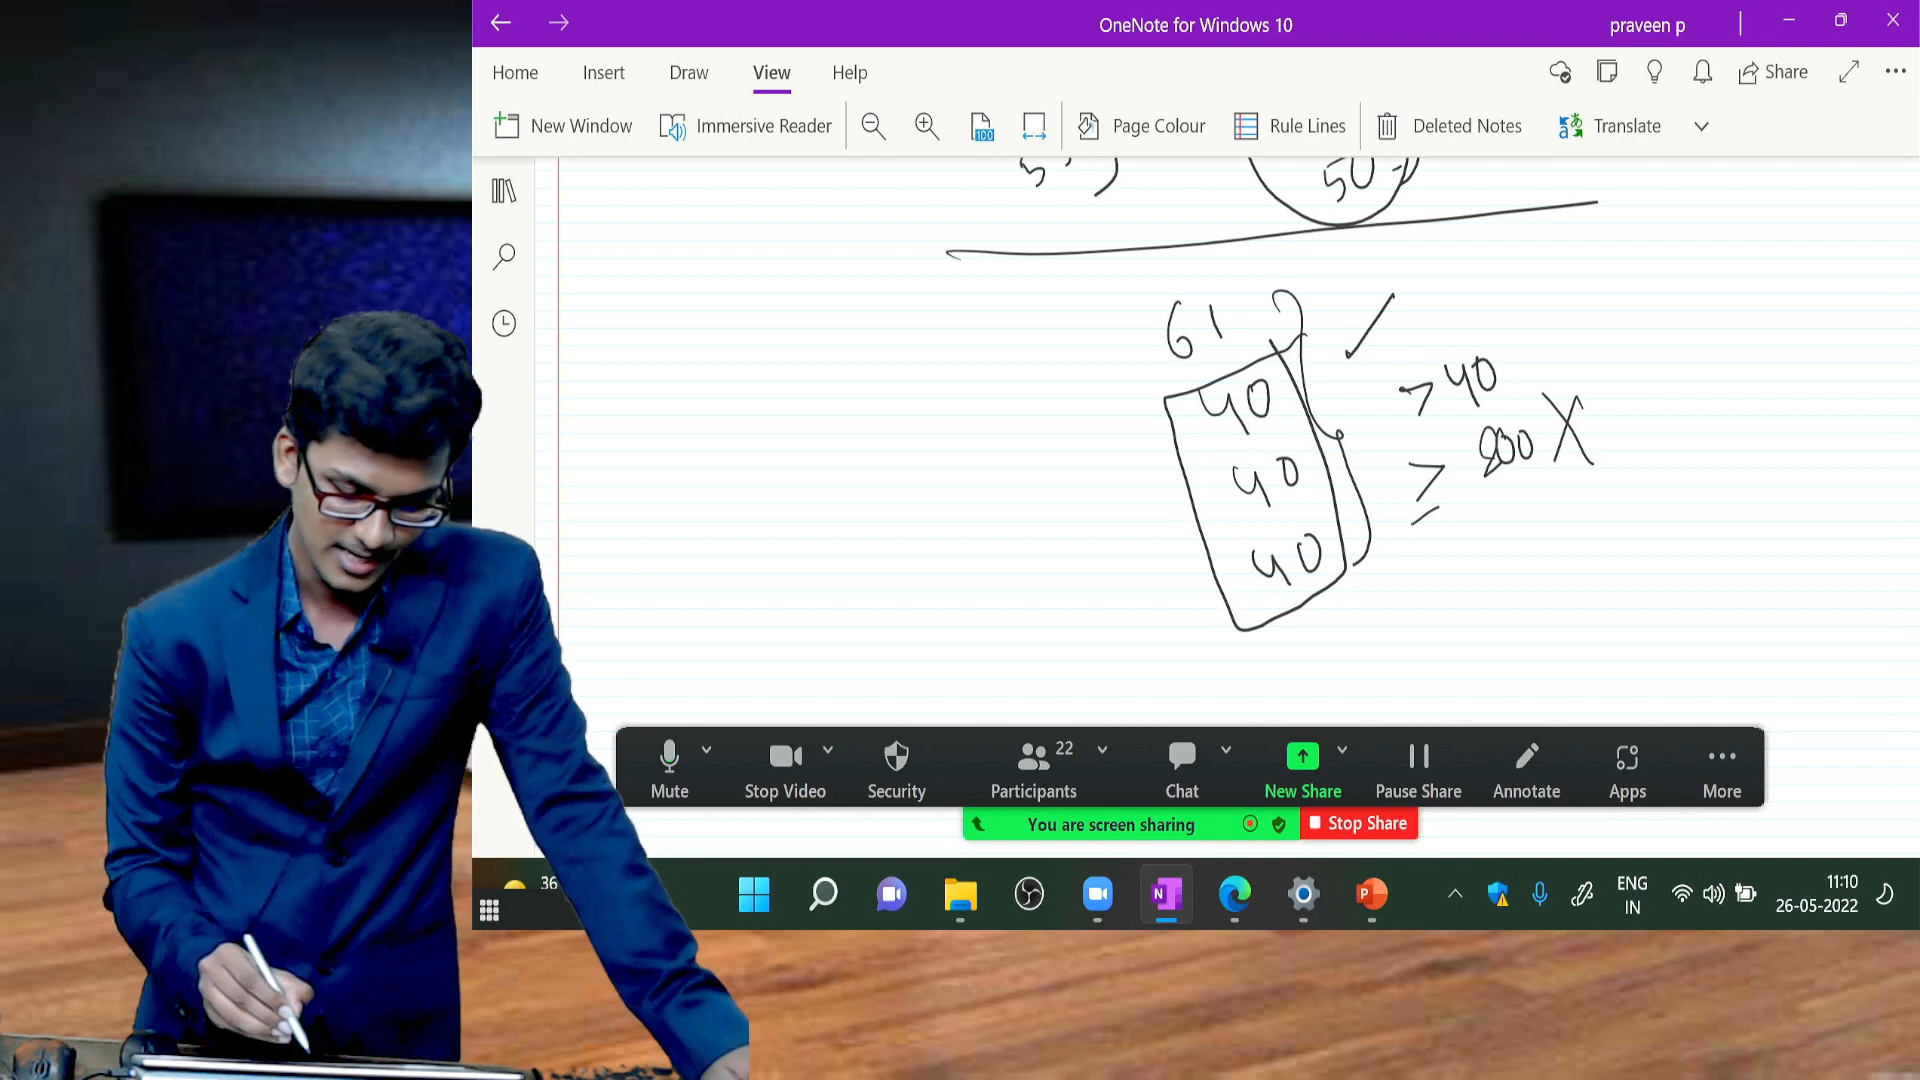 OneNote for Windows 10
praveen p
Home Insert Draw View Help
Share
New Window Immersive Reader 100 Page Colour Rule Lines Deleted Notes Translate
50
61
40
40
40
> 40
≥ X
Mute Stop Video Security Participants 22 Chat New Share Pause Share Annotate Apps More
You are screen sharing Stop Share
36
ENG
IN
11:10
26-05-2022